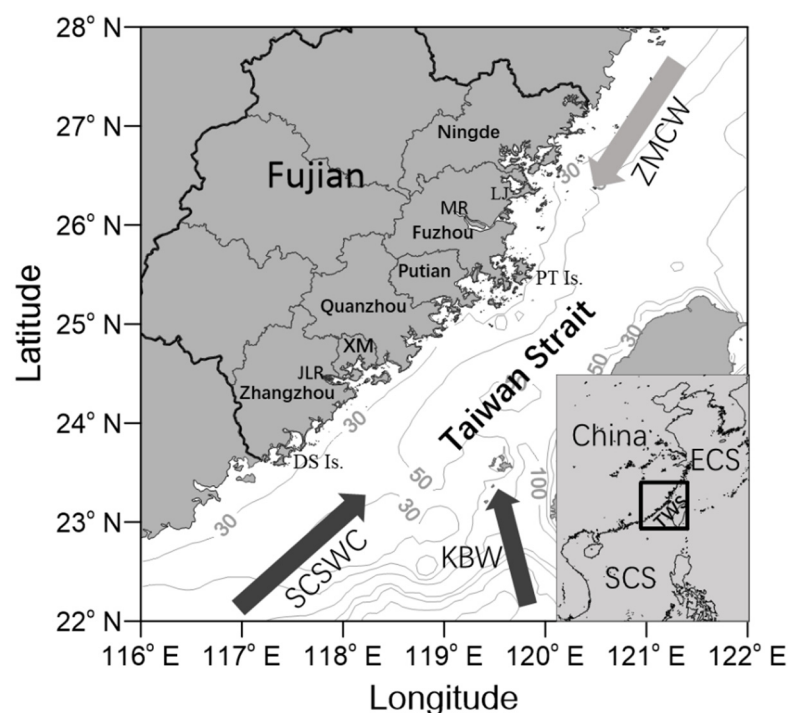 28° N
27° N
26° N
25° N
24° N
23° N
22° N
Latitude
116° E
117° E
118° E
119° E
120° E
121° E
122° E
Longitude
Ningde
30
ZMCW
Fujian
LJ
MR
Fuzhou
Putian
PT Is.
Quanzhou
XM
JLR
Zhangzhou
Taiwan Strait
50
30
30
DS Is.
50
30
100
30
SCSWC
KBW
China
ECS
TWS
SCS